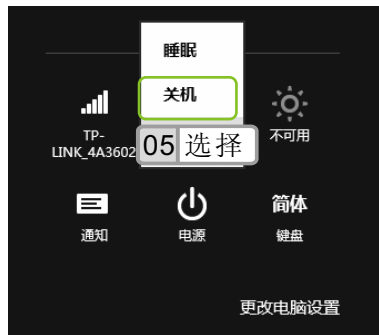 睡眠
关机
TP-
LINK_4A3602
05 选择
不可用
简体
通知
电源
键盘
更改电脑设置